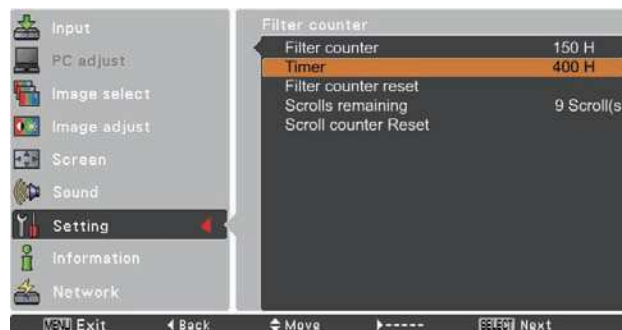 Input
PC adjust
Image select
Image adjust
Screen
Sound
Setting
Information
Network
Filter counter
Filter counter 150 H
Timer 400 H
Filter counter reset
Scrolls remaining 9 Scroll(s
Scroll counter Reset
MENU Exit Back Move ----- SELECT Next